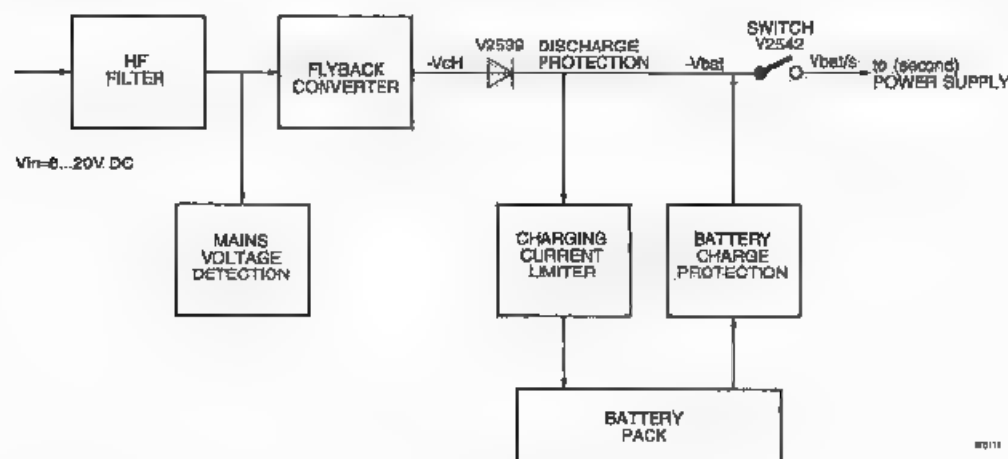 HF
FILTER
FLYBACK
CONVERTER
-VcH
V2539
DISCHARGE
PROTECTION
-Vbat
SWITCH
V2542
Vbat/s
to (second)
POWER SUPPLY
Vin=8...20V DC
MAINS
VOLTAGE
DETECTION
CHARGING
CURRENT
LIMITER
BATTERY
CHARGE
PROTECTION
BATTERY
PACK